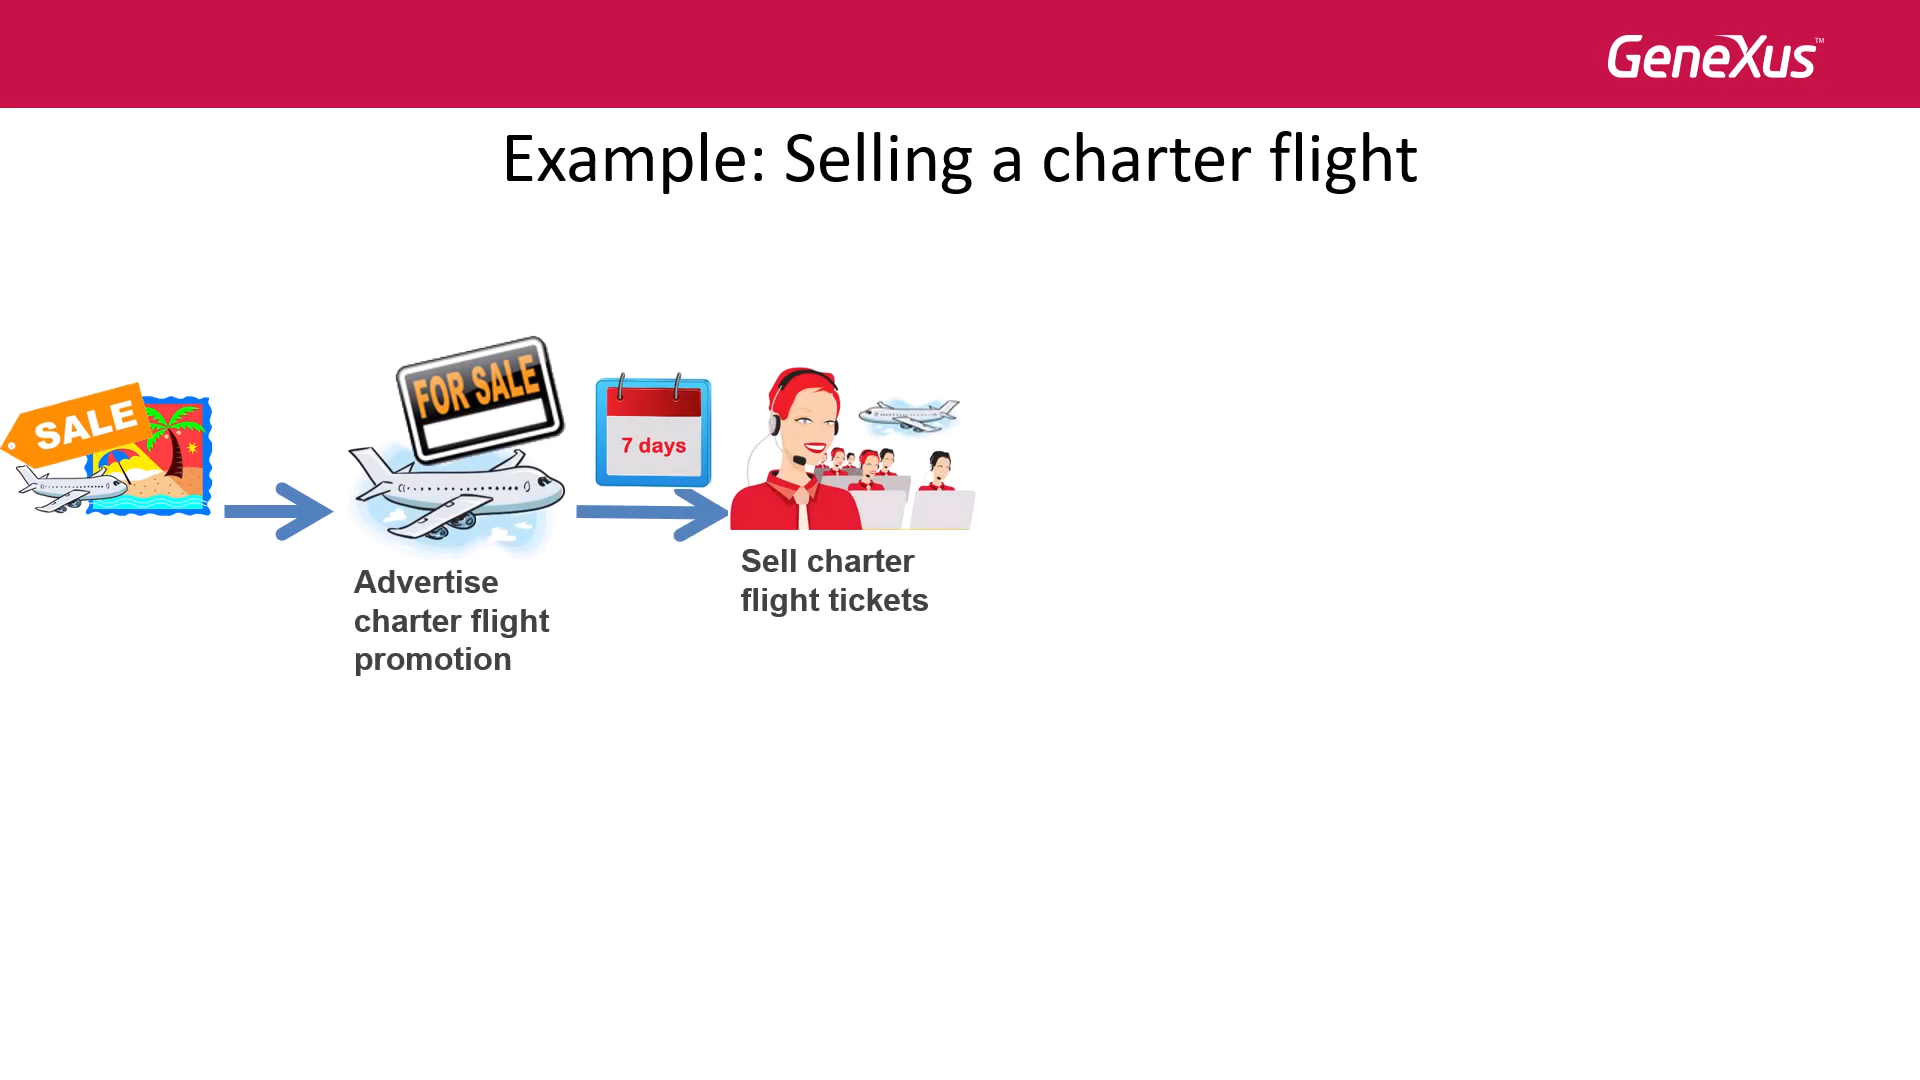 GeneXus™
Example: Selling a charter flight
SALE
FOR SALE
7 days
Advertise
charter flight
promotion
Sell charter
flight tickets